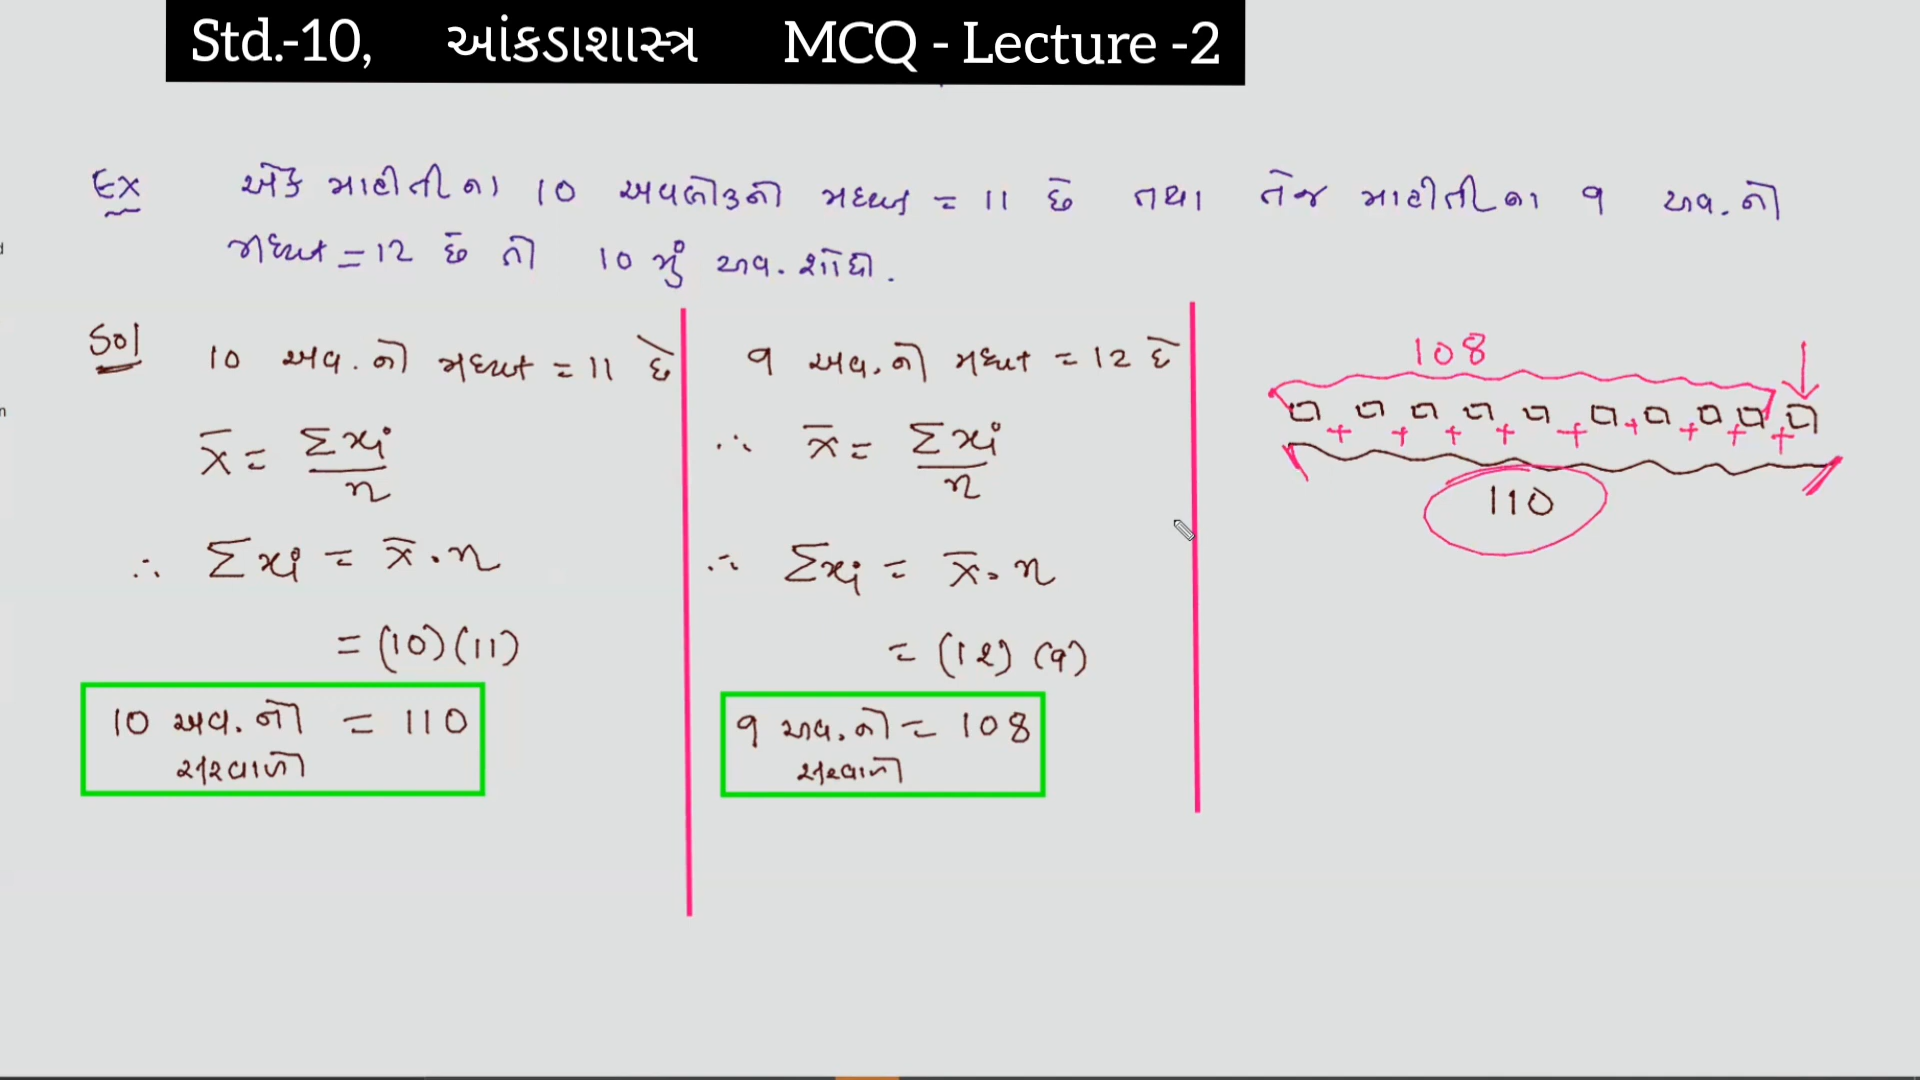 Std.-10, આંકડાશાસ્ત્ર MCQ - Lecture -2
Ex એક માહીતીના 10 અવલોકનો મધ્યક = 11 છે તથા તેજ માહીતીના 9 અવ. નો
મધ્યક = 12 છે તો 10 મું અવ. શોધો.
Sol 10 અવ. નો મધ્યક = 11 છે
x̄ = Σxi / n
∴ Σxi = x̄ . n
= (10) (11)
10 અવ. નો = 110
સરવાળો
9 અવ. નો મધ્યક = 12 છે
∴ x̄ = Σxi / n
∴ Σxi = x̄ . n
= (12) (9)
9 અવ. નો = 108
સરવાળો
108
□ + □ + □ + □ + □ + □ + □ + □ + □ + □
110